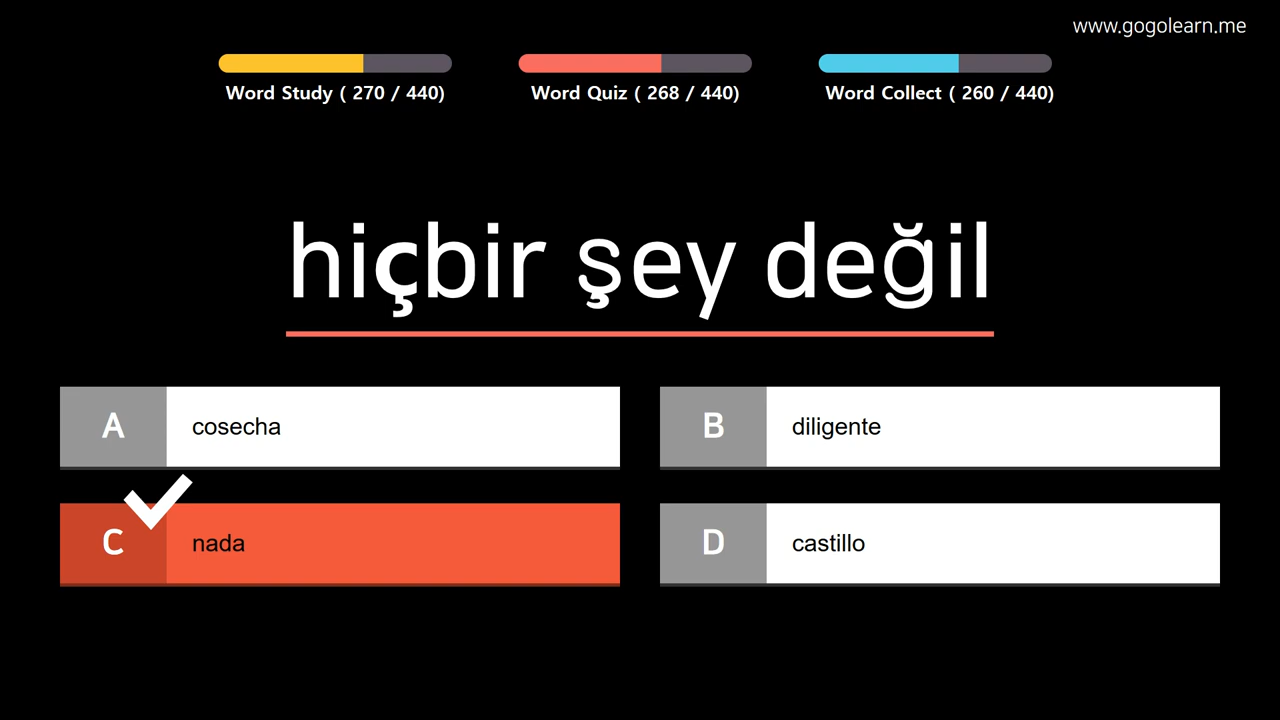 www.gogolearn.me
Word Study ( 270 / 440)
Word Quiz ( 268 / 440)
Word Collect ( 260 / 440)
hiçbir şey değil
A cosecha
B diligente
C nada
D castillo